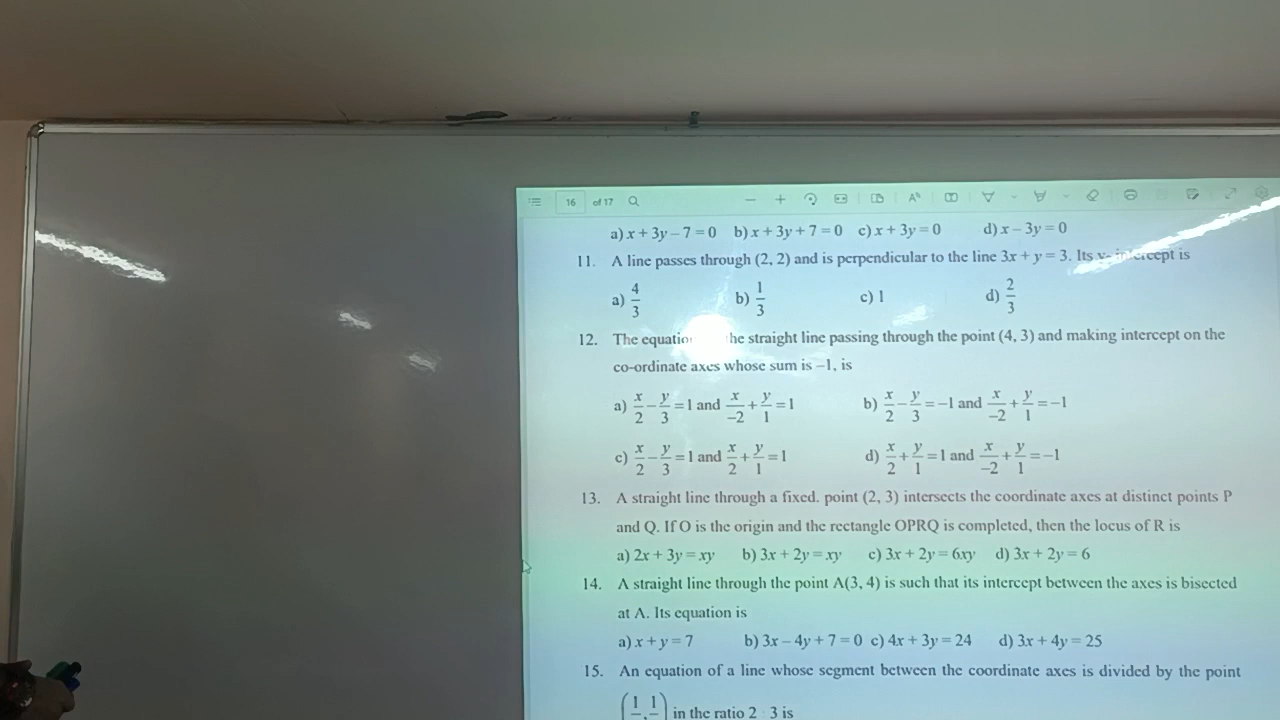 16 of 17
a) x + 3y – 7 = 0 b) x + 3y + 7 = 0 c) x + 3y = 0 d) x – 3y = 0
11. A line passes through (2, 2) and is perpendicular to the line 3x + y = 3. Its is
a) 4/3 b) 1/3 c) 1 d) 2/3
12. The straight line passing through the point (4, 3) and making intercept on the
co-ordinate axes whose sum is –1, is
a) x/2 – y/3 = 1 and x/–2 + y/1 = 1 b) x/2 – y/3 = –1 and x/–2 + y/1 = –1
c) x/2 – y/3 = 1 and x/2 + y/1 = 1 d) x/2 + y/1 = 1 and x/–2 + y/1 = –1
13. A straight line through a fixed. point (2, 3) intersects the coordinate axes at distinct points P
and Q. If O is the origin and the rectangle OPRQ is completed, then the locus of R is
a) 2x + 3y = xy b) 3x + 2y = xy c) 3x + 2y = 6xy d) 3x + 2y = 6
14. A straight line through the point A(3, 4) is such that its intercept between the axes is bisected
at A. Its equation is
a) x + y = 7 b) 3x – 4y + 7 = 0 c) 4x + 3y = 24 d) 3x + 4y = 25
15. An equation of a line whose segment between the coordinate axes is divided by the point
in the ratio 2 3 is